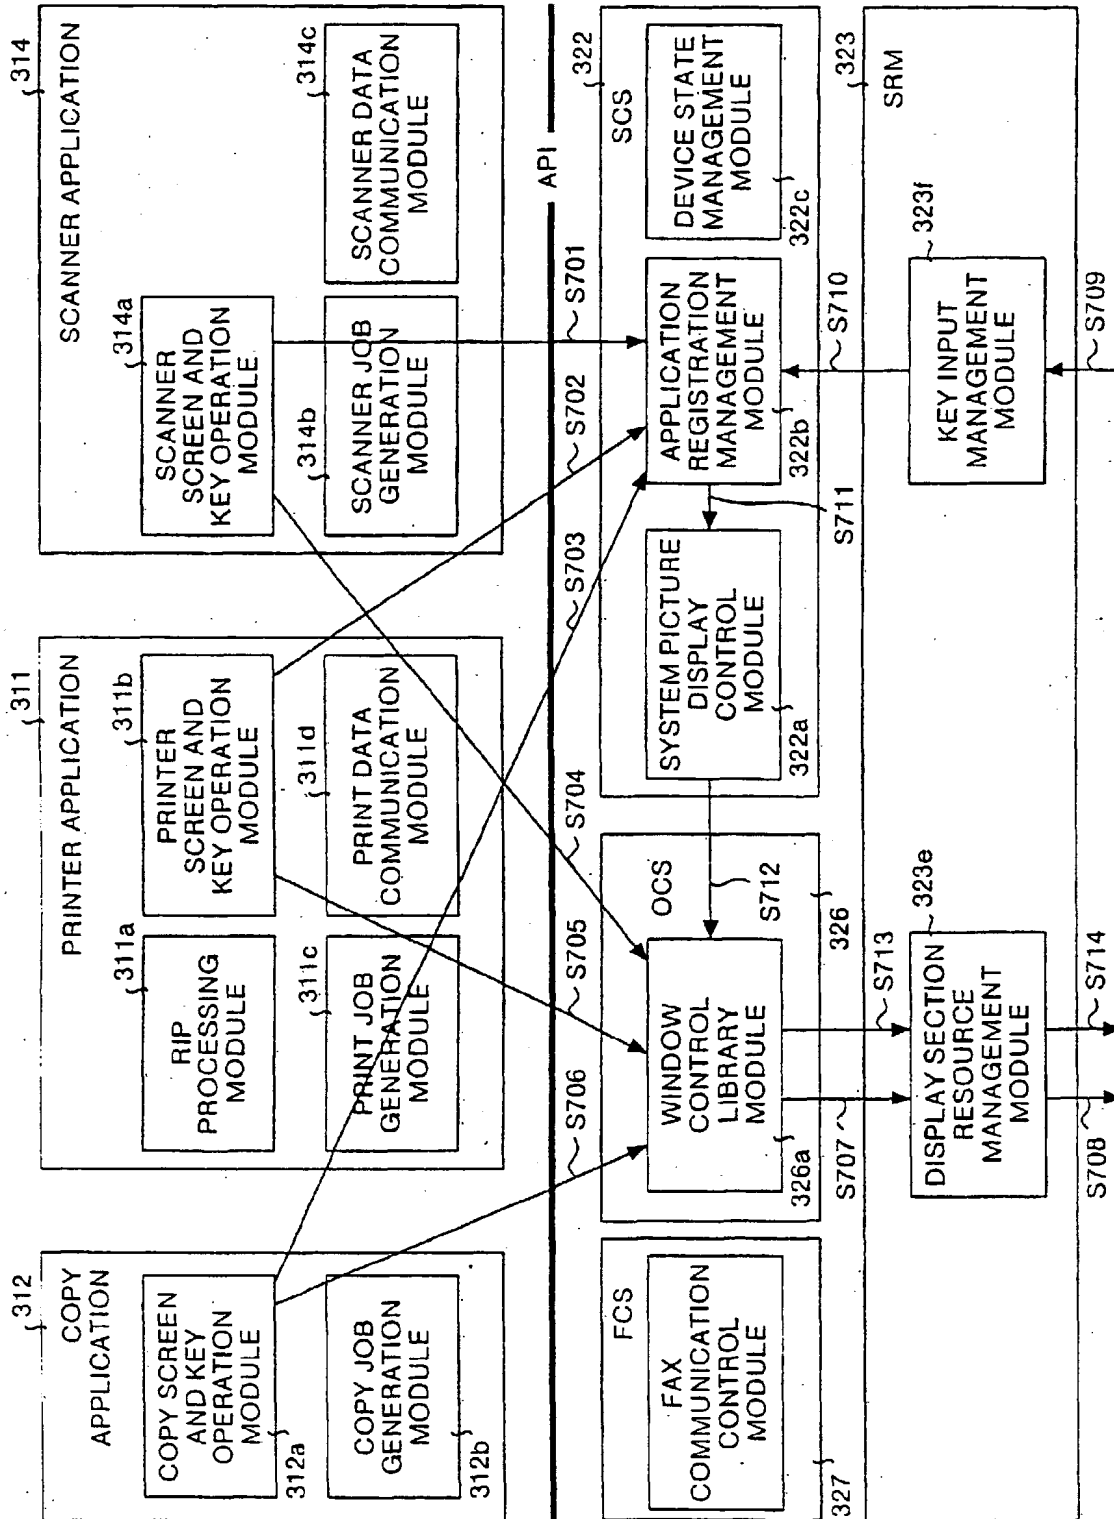 312
COPY
APPLICATION
COPY SCREEN
AND KEY
OPERATION
MODULE
312a
COPY JOB
GENERATION
MODULE
312b
311
PRINTER APPLICATION
311a
RIP
PROCESSING
MODULE
311b
PRINTER
SCREEN AND
KEY OPERATION
MODULE
311c
PRINT JOB
GENERATION
MODULE
311d
PRINT DATA
COMMUNICATION
MODULE
314
SCANNER APPLICATION
314a
SCANNER
SCREEN AND
KEY OPERATION
MODULE
314b
SCANNER JOB
GENERATION
MODULE
314c
SCANNER DATA
COMMUNICATION
MODULE
API
S706
S705
S704
S703
S702
S701
FCS
FAX
COMMUNICATION
CONTROL
MODULE
327
OCS
WINDOW
CONTROL
LIBRARY
MODULE
326a
S712
326
322
SCS
SYSTEM PICTURE
DISPLAY
CONTROL
MODULE
322a
S711
APPLICATION
REGISTRATION
MANAGEMENT
MODULE
322b
DEVICE STATE
MANAGEMENT
MODULE
322c
S707
S713
S710
323
SRM
323e
DISPLAY SECTION
RESOURCE
MANAGEMENT
MODULE
323f
KEY INPUT
MANAGEMENT
MODULE
S708
S714
S709